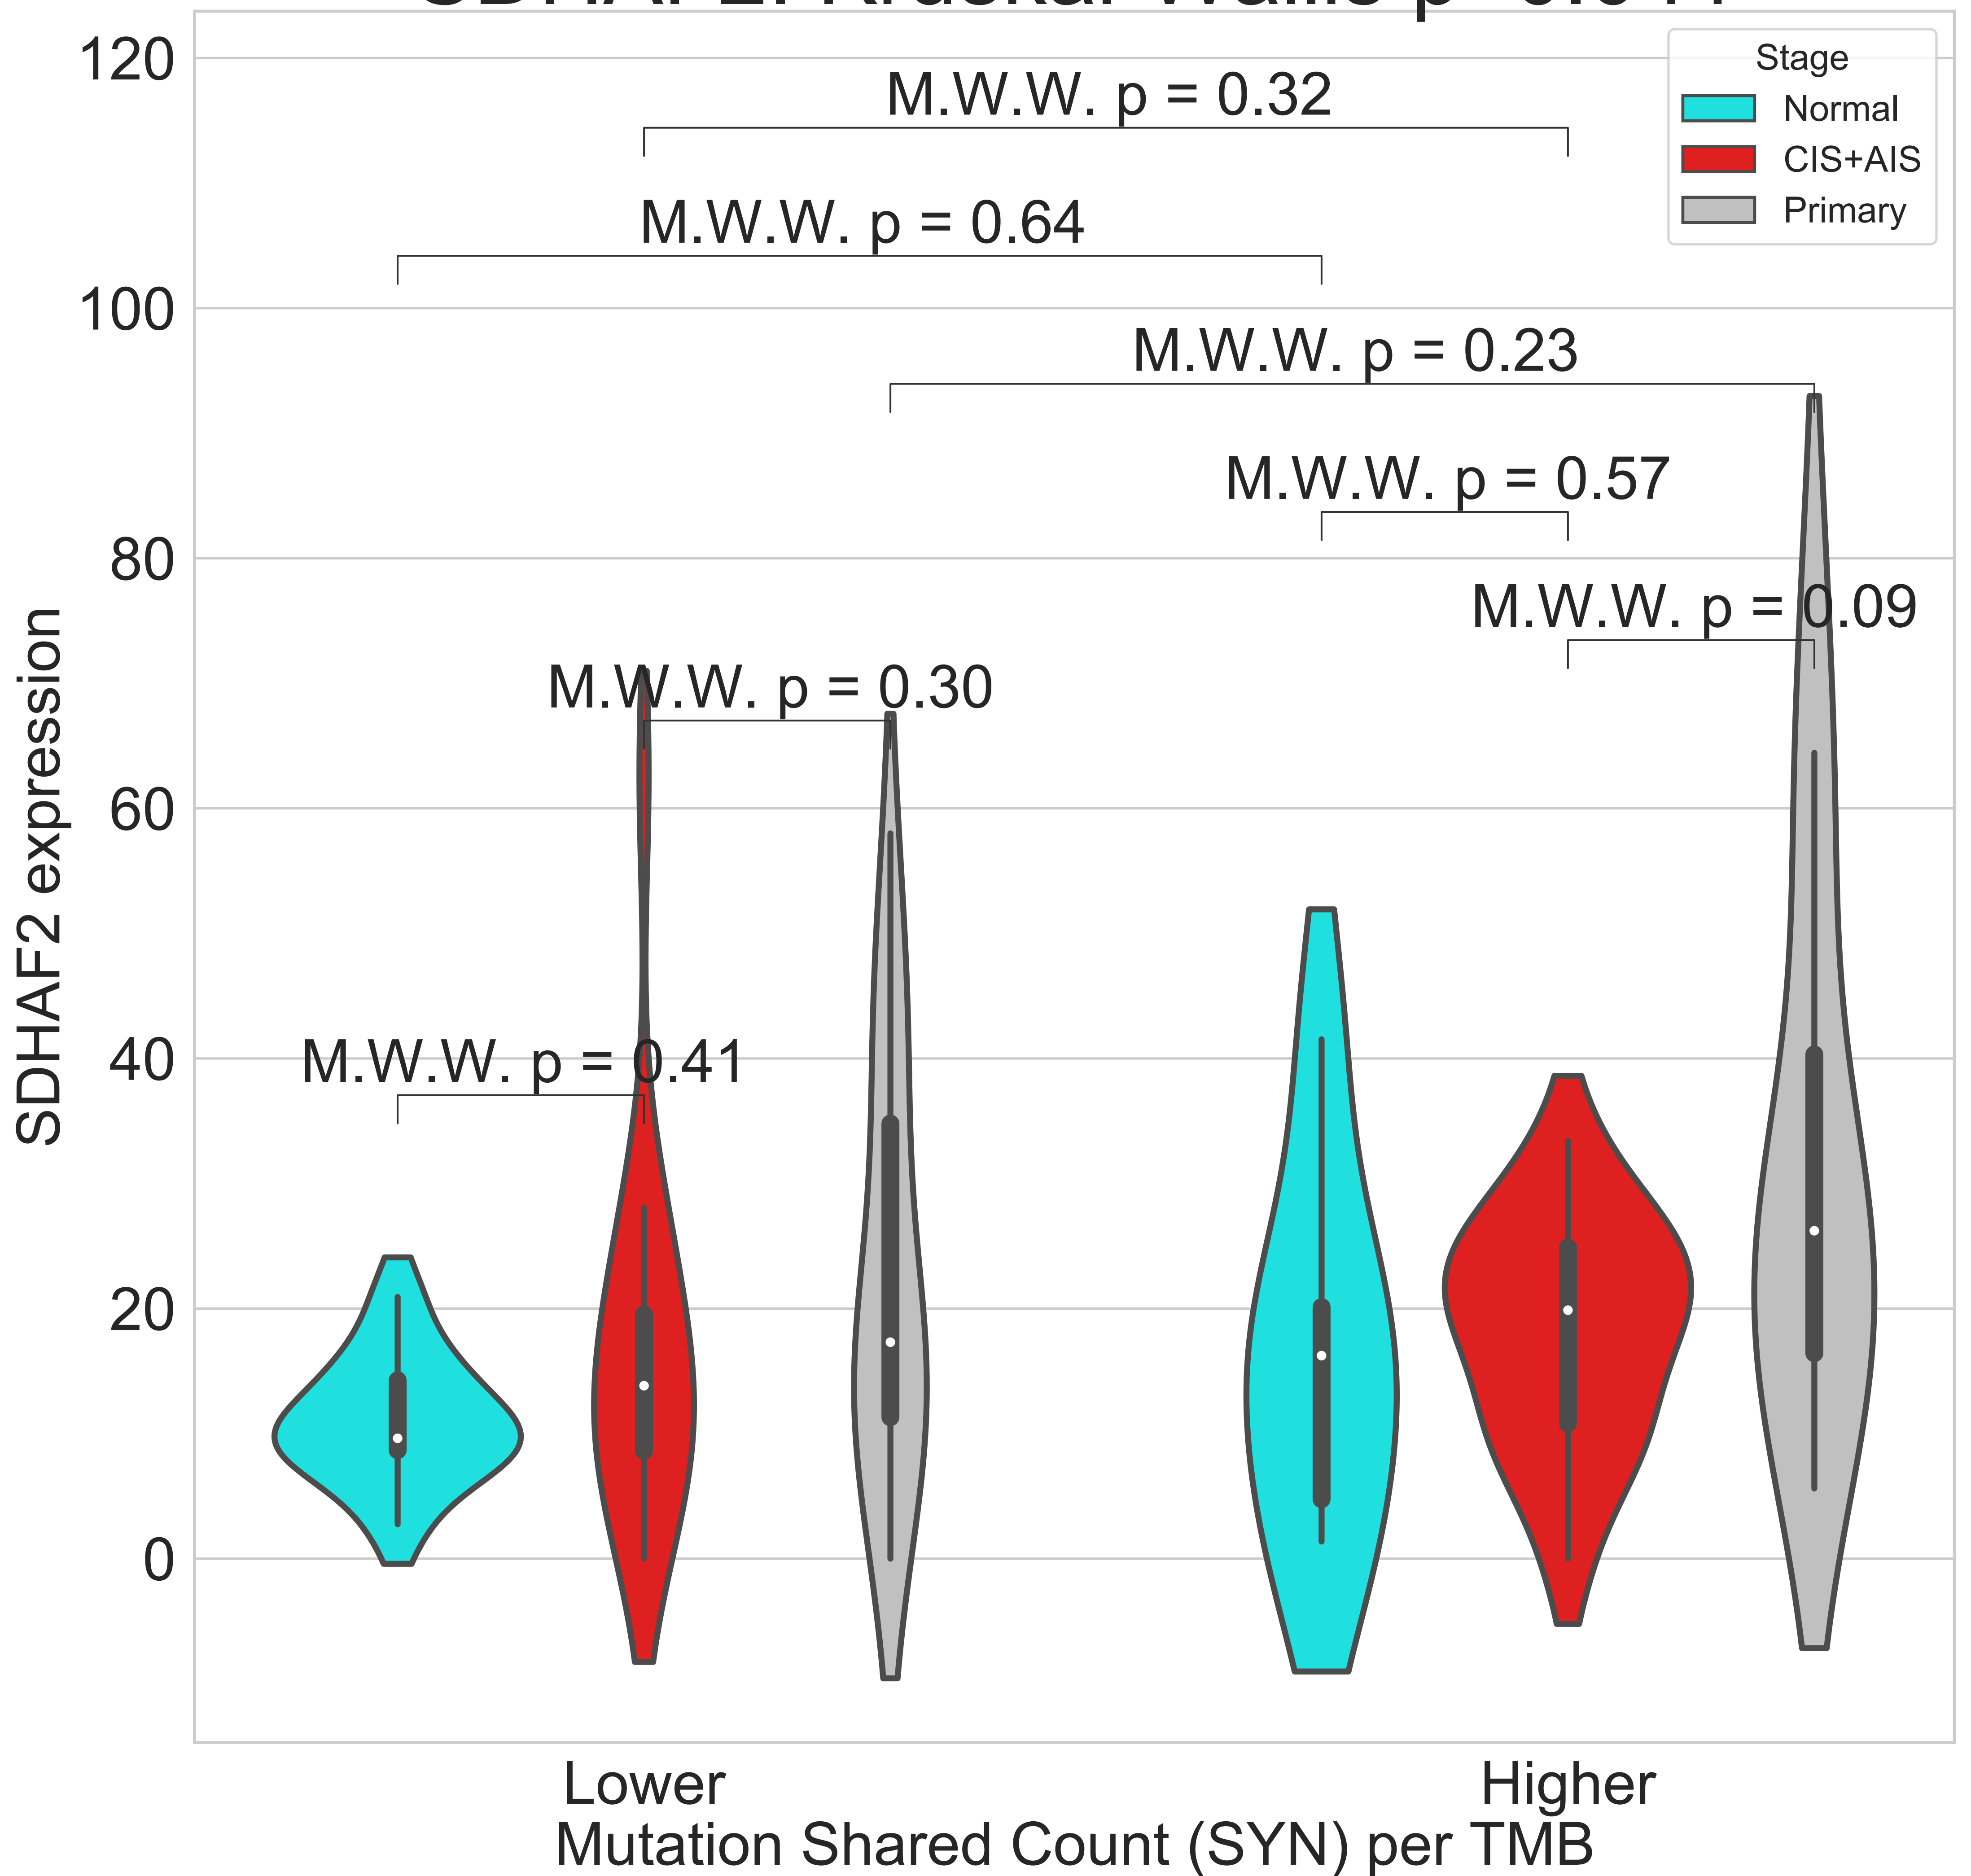 120
M.W.W. p = 0.32
Stage
Normal
CIS+AIS
Primary
M.W.W. p = 0.64
100
M.W.W. p = 0.23
M.W.W. p = 0.57
80
M.W.W. p = 0.09
M.W.W. p = 0.30
60
SDHAF2 expression
40
M.W.W. p = 0.41
20
0
Lower
Higher
Mutation Shared Count (SYN) per TMB